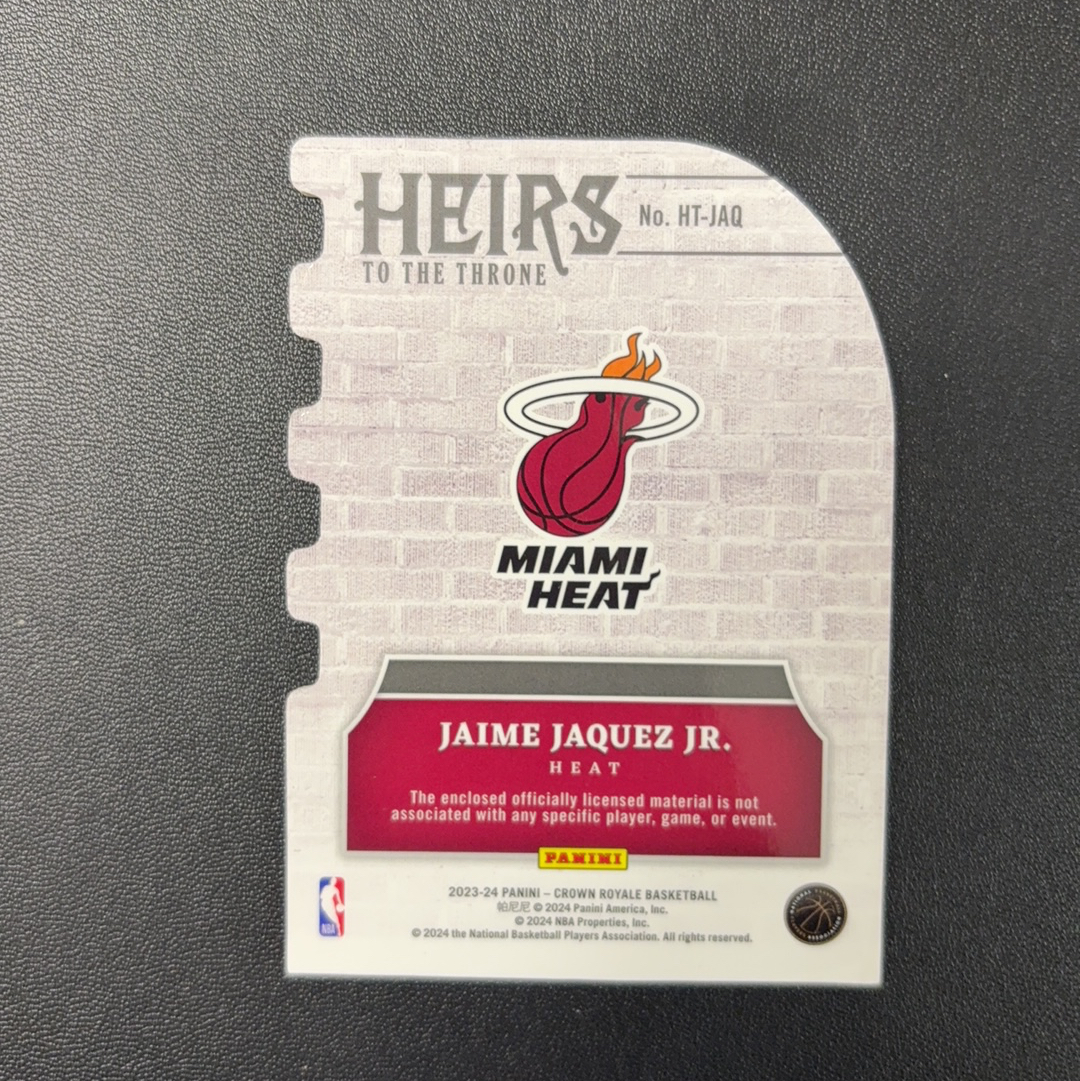 HEIRS
No. HT-JAQ
TO THE THRONE
MIAMI
HEAT
JAIME JAQUEZ JR.
HEAT
The enclosed officially licensed material is not
associated with any specific player, game, or event.
PANINI
2023-24 PANINI – CROWN ROYALE BASKETBALL
帕尼尼 © 2024 Panini America, Inc.
© 2024 NBA Properties, Inc.
© 2024 the National Basketball Players Association. All rights reserved.
NBA